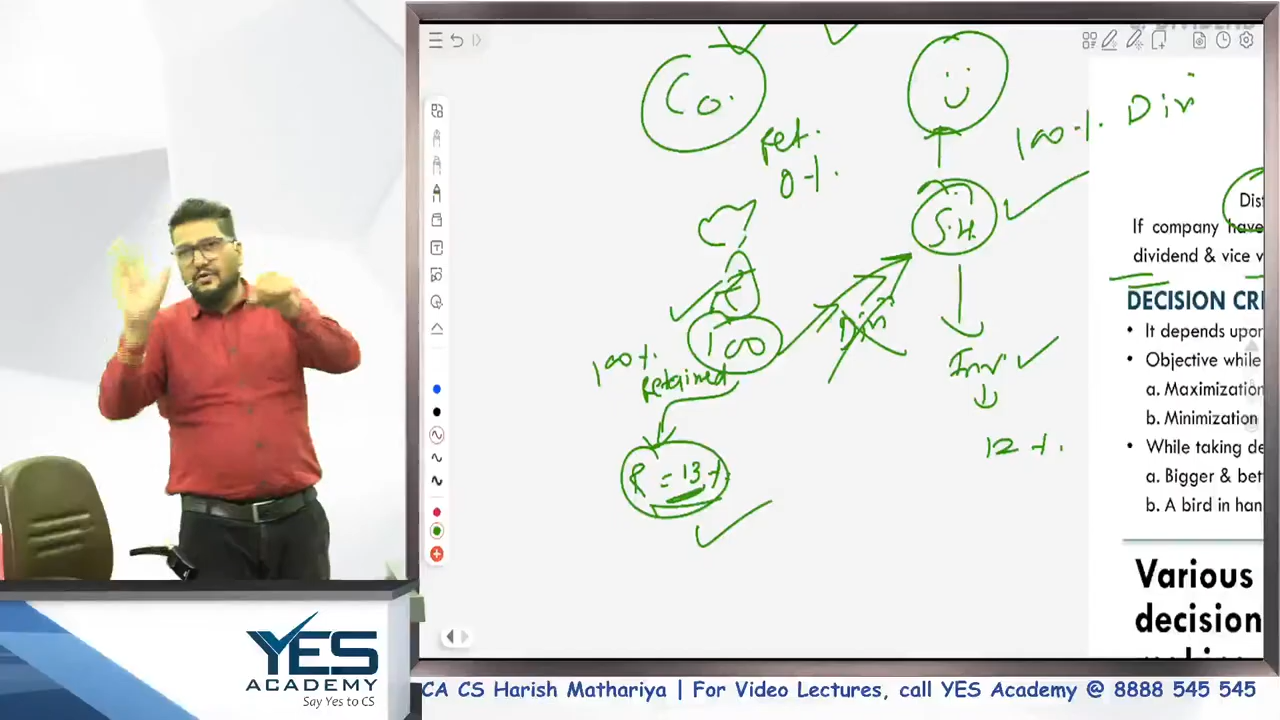 Co.
ret.
0 %.
100 %. Div
S.H.
If company have
dividend & vice v
100
Div
100 %.
Retained
Inv.
12 %.
R = 13 %
DECISION CRI
• It depends upon
• Objective while
a. Maximization
b. Minimization
• While taking de
a. Bigger & bet
b. A bird in han
Various
decision
YES
ACADEMY
Say Yes to CS
CA CS Harish Mathariya | For Video Lectures, call YES Academy @ 8888 545 545